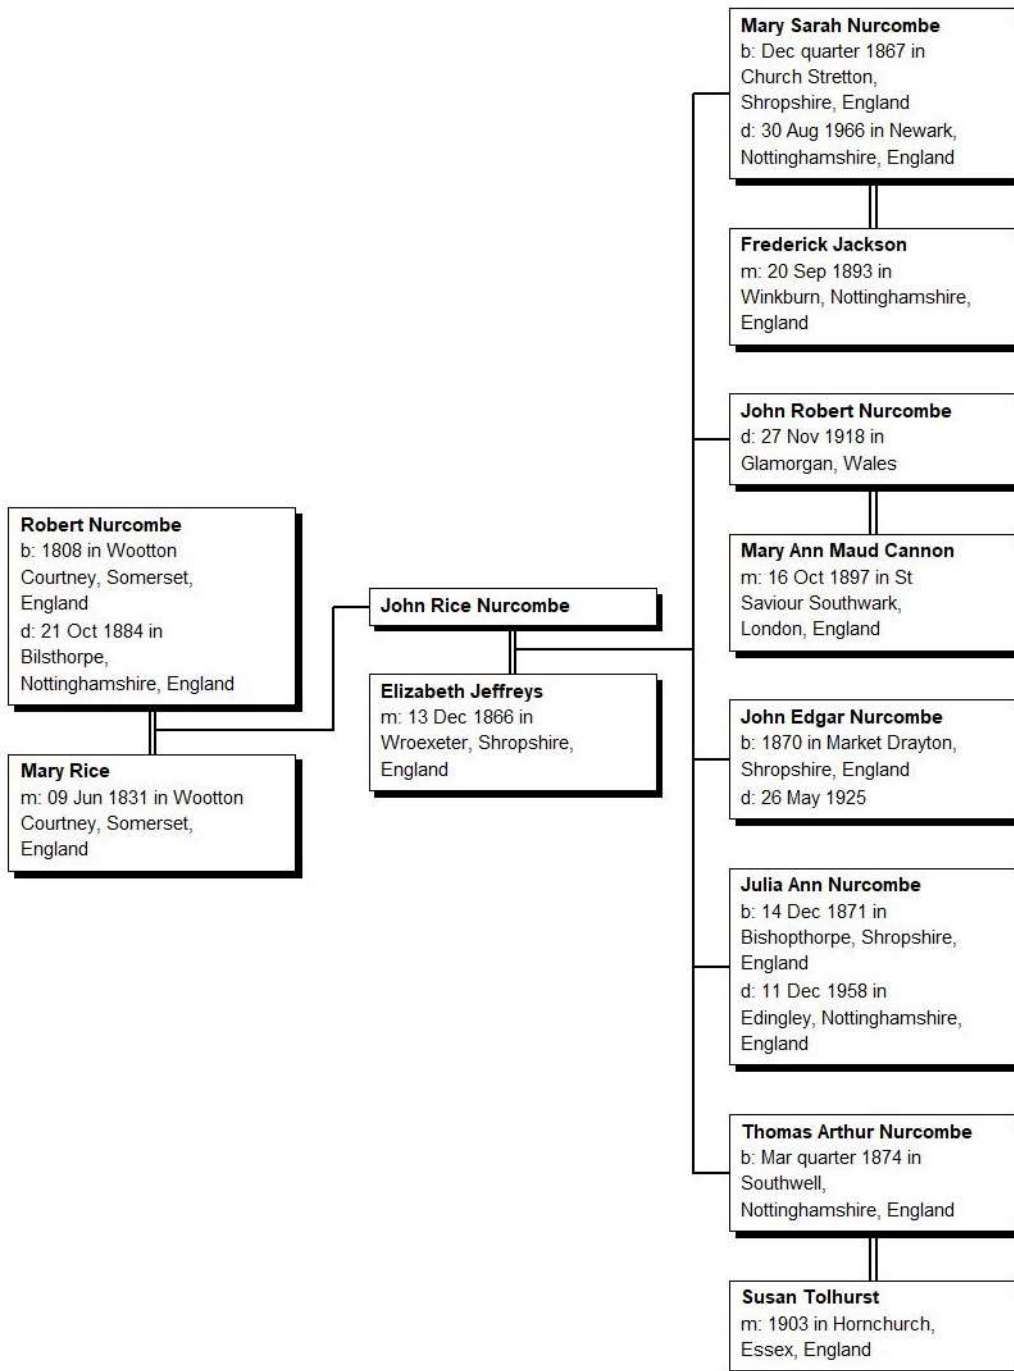 Robert Nurcombe
b: 1808 in Wootton
Courtney, Somerset,
England
d: 21 Oct 1884 in
Bilsthorpe,
Nottinghamshire, England
Mary Rice
m: 09 Jun 1831 in Wootton
Courtney, Somerset,
England
John Rice Nurcombe
Elizabeth Jeffreys
m: 13 Dec 1866 in
Wroexeter, Shropshire,
England
Mary Sarah Nurcombe
b: Dec quarter 1867 in
Church Stretton,
Shropshire, England
d: 30 Aug 1966 in Newark,
Nottinghamshire, England
Frederick Jackson
m: 20 Sep 1893 in
Winkburn, Nottinghamshire,
England
John Robert Nurcombe
d: 27 Nov 1918 in
Glamorgan, Wales
Mary Ann Maud Cannon
m: 16 Oct 1897 in St
Saviour Southwark,
London, England
John Edgar Nurcombe
b: 1870 in Market Drayton,
Shropshire, England
d: 26 May 1925
Julia Ann Nurcombe
b: 14 Dec 1871 in
Bishopthorpe, Shropshire,
England
d: 11 Dec 1958 in
Edingley, Nottinghamshire,
England
Thomas Arthur Nurcombe
b: Mar quarter 1874 in
Southwell,
Nottinghamshire, England
Susan Tolhurst
m: 1903 in Hornchurch,
Essex, England